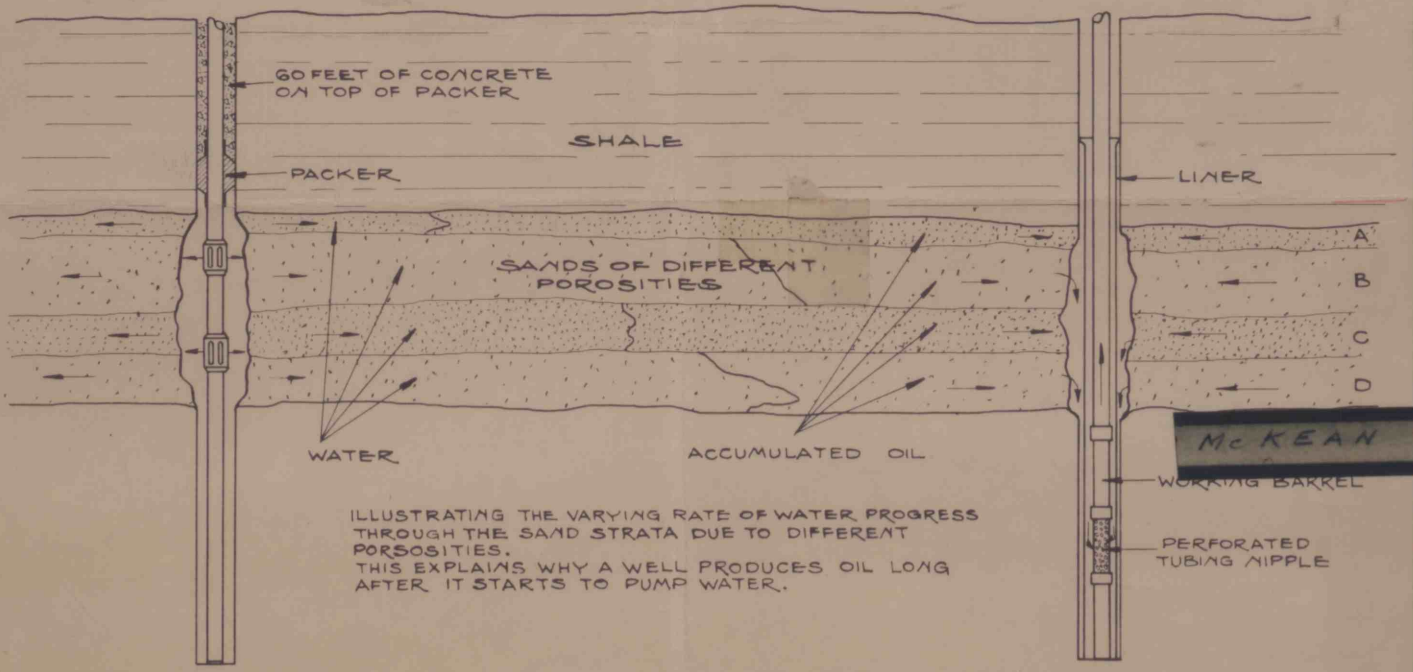 60 FEET OF CONCRETE
ON TOP OF PACKER
SHALE
PACKER
LINER
A
SANDS OF DIFFERENT
POROSITIES
B
C
D
WATER
ACCUMULATED OIL
McKEAN
WORKING BARREL
ILLUSTRATING THE VARYING RATE OF WATER PROGRESS
THROUGH THE SAND STRATA DUE TO DIFFERENT
PORSOSITIES.
THIS EXPLAINS WHY A WELL PRODUCES OIL LONG
AFTER IT STARTS TO PUMP WATER.
PERFORATED
TUBING NIPPLE